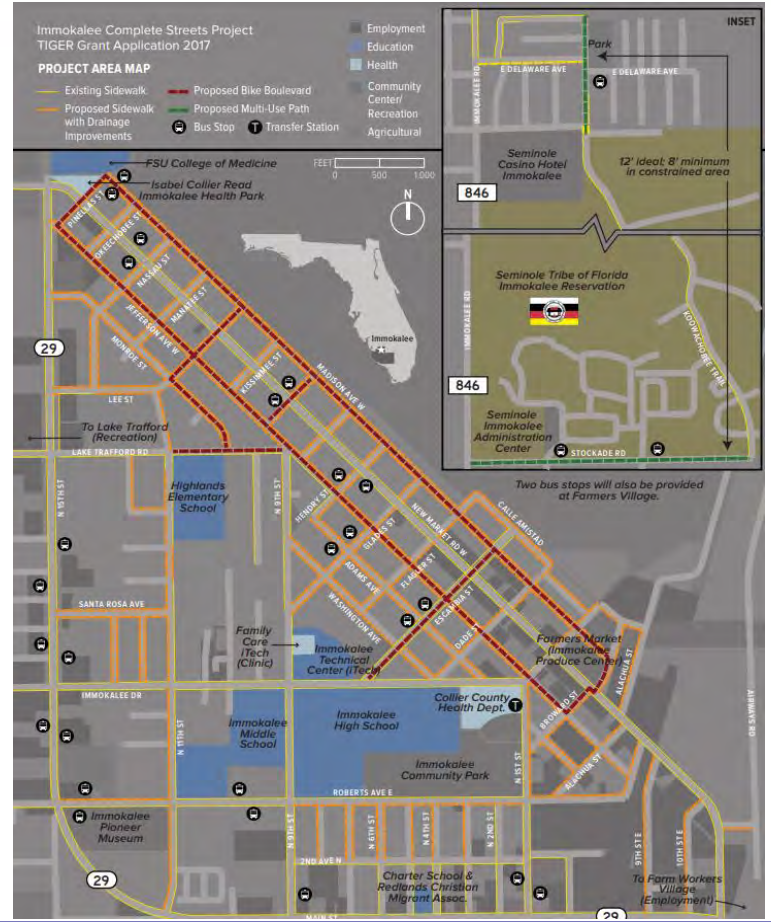 Immokalee Complete Streets Project
TIGER Grant Application 2017
PROJECT AREA MAP
Existing Sidewalk
Proposed Sidewalk
with Drainage
Improvements
Proposed Bike Boulevard
Proposed Multi-Use Path
Bus Stop
T
Transfer Station
Employment
Education
Health
Community
Center/
Recreation
Agricultural
INSET
Park
E DELAWARE AVE
E DELAWARE AVE
IMMOKALEE RD
Seminole
Casino Hotel
Immokalee
12' ideal; 8' minimum
in constrained area
846
Seminole Tribe of Florida
Immokalee Reservation
IMMOKALEE RD
KOOWACHOBEE TRAIL
846
Seminole
Immokalee
Administration
Center
STOCKADE RD
Two bus stops will also be provided
at Farmers Village.
FEET
0
500
1,000
N
Immokalee
FSU College of Medicine
Isabel Collier Read
Immokalee Health Park
PINELLAS ST
OKEECHOBEE ST
NASSAU ST
MANATEE ST
JEFFERSON AVE W
MONROE ST
KISSIMMEE ST
MADISON AVE W
29
LEE ST
To Lake Trafford
(Recreation)
LAKE TRAFFORD RD
Highlands
Elementary
School
N 15TH ST
N 9TH ST
HENDRY ST
GLADES ST
NEW MARKET RD W
CALLE AMISTAD
ADAMS AVE
FLAGLER ST
WASHINGTON AVE
ESCAMBIA ST
DADE ST
SANTA ROSA AVE
Family
Care
iTech
(Clinic)
Immokalee
Technical
Center (iTech)
Farmers Market
(Immokalee
Produce Center)
ALACHUA ST
BROWARD ST
AIRWAYS RD
IMMOKALEE DR
Collier County
Health Dept.
T
N 11TH ST
Immokalee
Middle
School
Immokalee
High School
Immokalee
Community Park
N 1ST ST
ALACHUA ST
ROBERTS AVE E
Immokalee
Pioneer
Museum
N 9TH ST
N 6TH ST
N 4TH ST
N 2ND ST
9TH ST E
10TH ST E
2ND AVE N
Charter School &
Redlands Christian
Migrant Assoc.
To Farm Workers
Village
(Employment)
29
MAIN ST
29